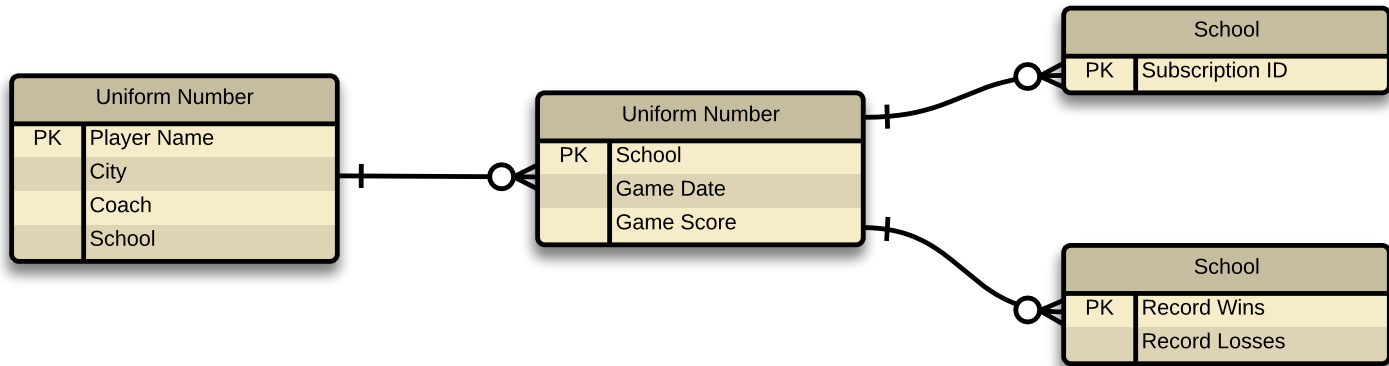 Uniform Number
PK Player Name
City
Coach
School
Uniform Number
PK School
Game Date
Game Score
School
PK Subscription ID
School
PK Record Wins
Record Losses